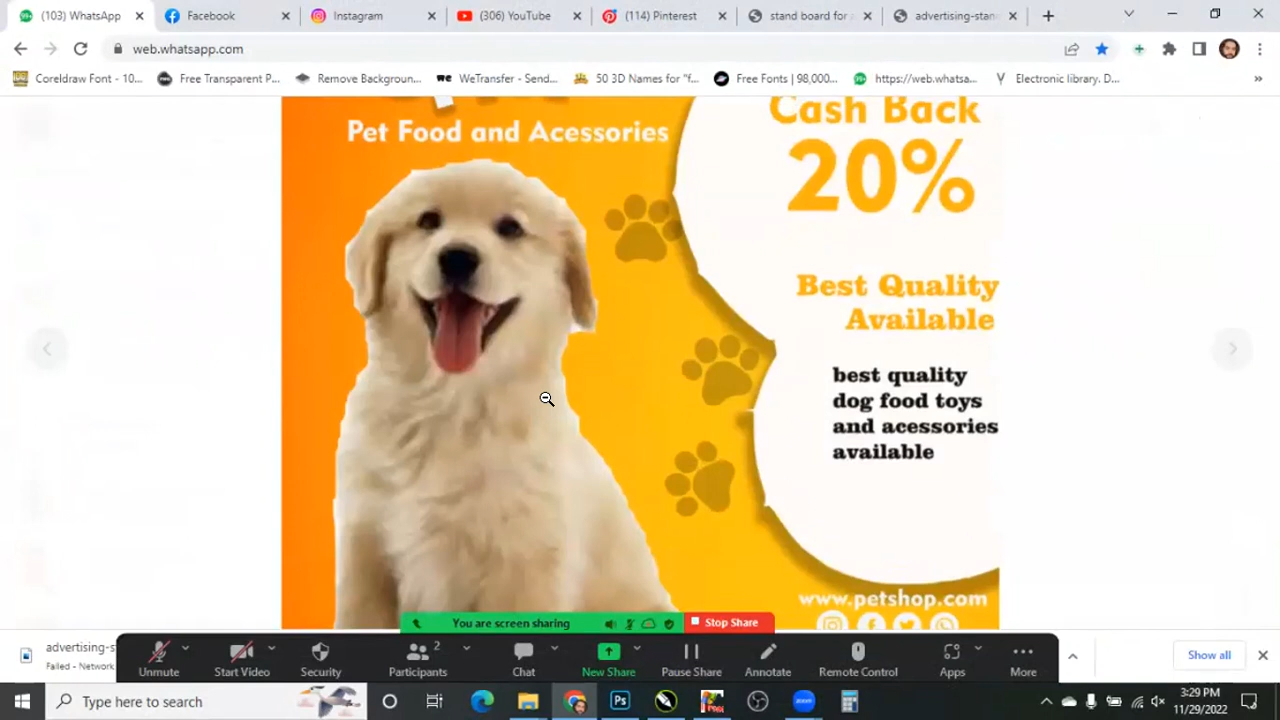 (103) WhatsApp
Facebook
Instagram
(306) YouTube
(114) Pinterest
stand board for a
advertising-stan
web.whatsapp.com
Coreldraw Font - 10...
Free Transparent P...
Remove Backgroun...
WeTransfer - Send...
50 3D Names for "f...
Free Fonts | 98,000...
https://web.whatsa...
Electronic library. D...
Pet Food and Acessories
Cash Back
20%
Best Quality
Available
best quality
dog food toys
and acessories
available
www.petshop.com
You are screen sharing
Stop Share
advertising-s
Failed - Network
Unmute
Start Video
Security
2
Participants
Chat
New Share
Pause Share
Annotate
Remote Control
Apps
More
Show all
Type here to search
Ps
zoom
3:29 PM
11/29/2022